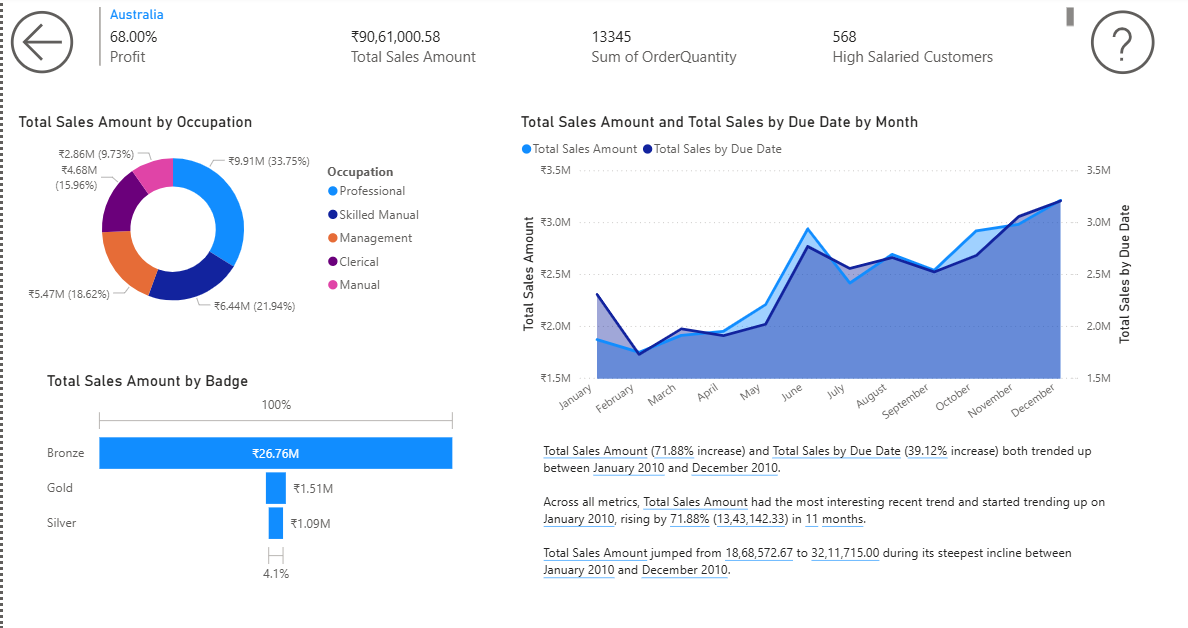 Australia
68.00%
Profit
₹90,61,000.58
Total Sales Amount
13345
Sum of OrderQuantity
568
High Salaried Customers
?
Total Sales Amount by Occupation
₹2.86M (9.73%)
₹4.68M
(15.96%)
₹9.91M (33.75%)
₹5.47M (18.62%)
₹6.44M (21.94%)
Occupation
Professional
Skilled Manual
Management
Clerical
Manual
Total Sales Amount by Badge
100%
Bronze
₹26.76M
Gold
₹1.51M
Silver
₹1.09M
4.1%
Total Sales Amount and Total Sales by Due Date by Month
Total Sales Amount Total Sales by Due Date
Total Sales Amount
₹3.5M
₹3.0M
₹2.5M
₹2.0M
₹1.5M
3.5M
3.0M
2.5M
2.0M
1.5M
Total Sales by Due Date
January
February
March
April
May
June
July
August
September
October
November
December
Total Sales Amount (71.88% increase) and Total Sales by Due Date (39.12% increase) both trended up
between January 2010 and December 2010.
Across all metrics, Total Sales Amount had the most interesting recent trend and started trending up on
January 2010, rising by 71.88% (13,43,142.33) in 11 months.
Total Sales Amount jumped from 18,68,572.67 to 32,11,715.00 during its steepest incline between
January 2010 and December 2010.